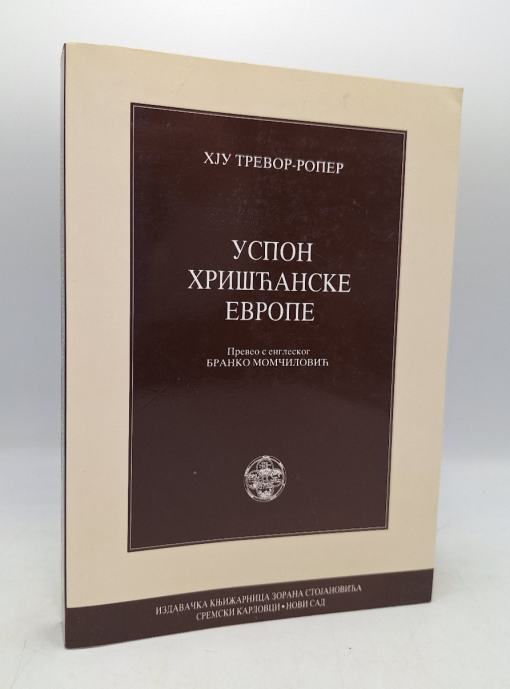 ХЈУ ТРЕВОР-РОПЕР
УСПОН
ХРИШЋАНСКЕ
ЕВРОПЕ
Превео с енглеског
БРАНКО МОМЧИЛОВИЋ
ИЗДАВАЧКА КЊИЖАРНИЦА ЗОРАНА СТОЈАНОВИЋА
СРЕМСКИ КАРЛОВЦИ • НОВИ САД